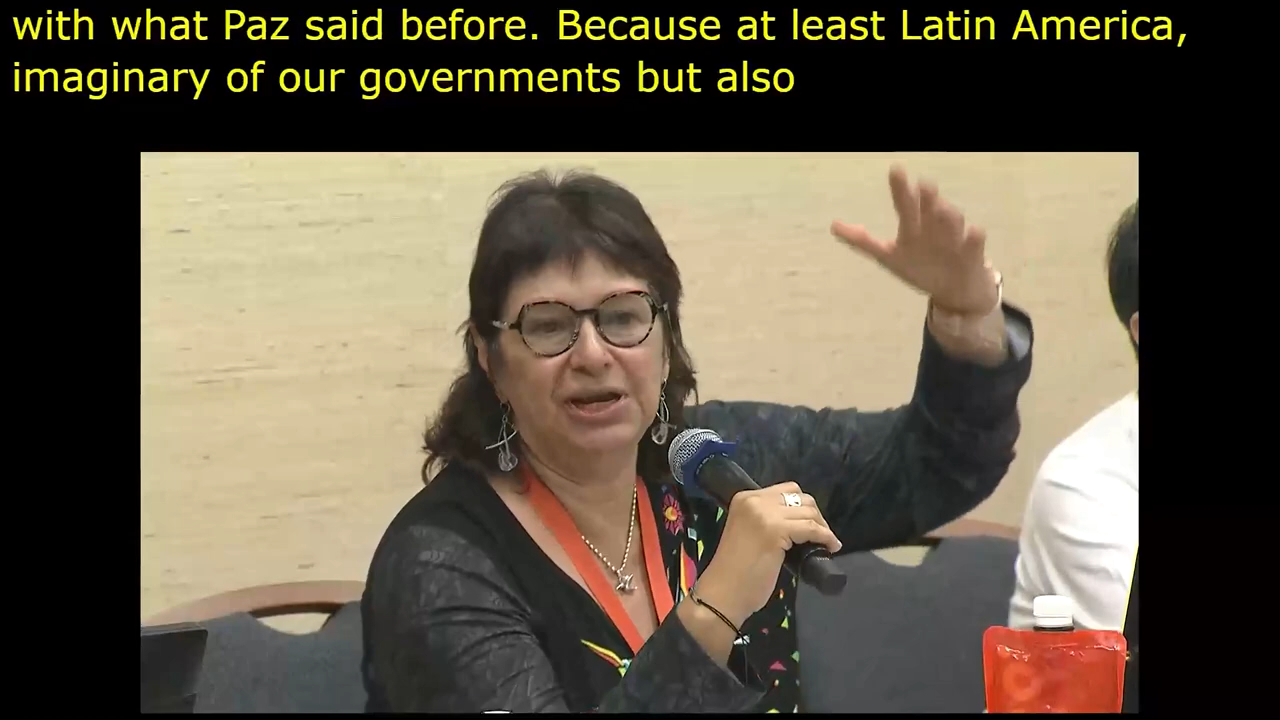 with what Paz said before. Because at least Latin America,
imaginary of our governments but also